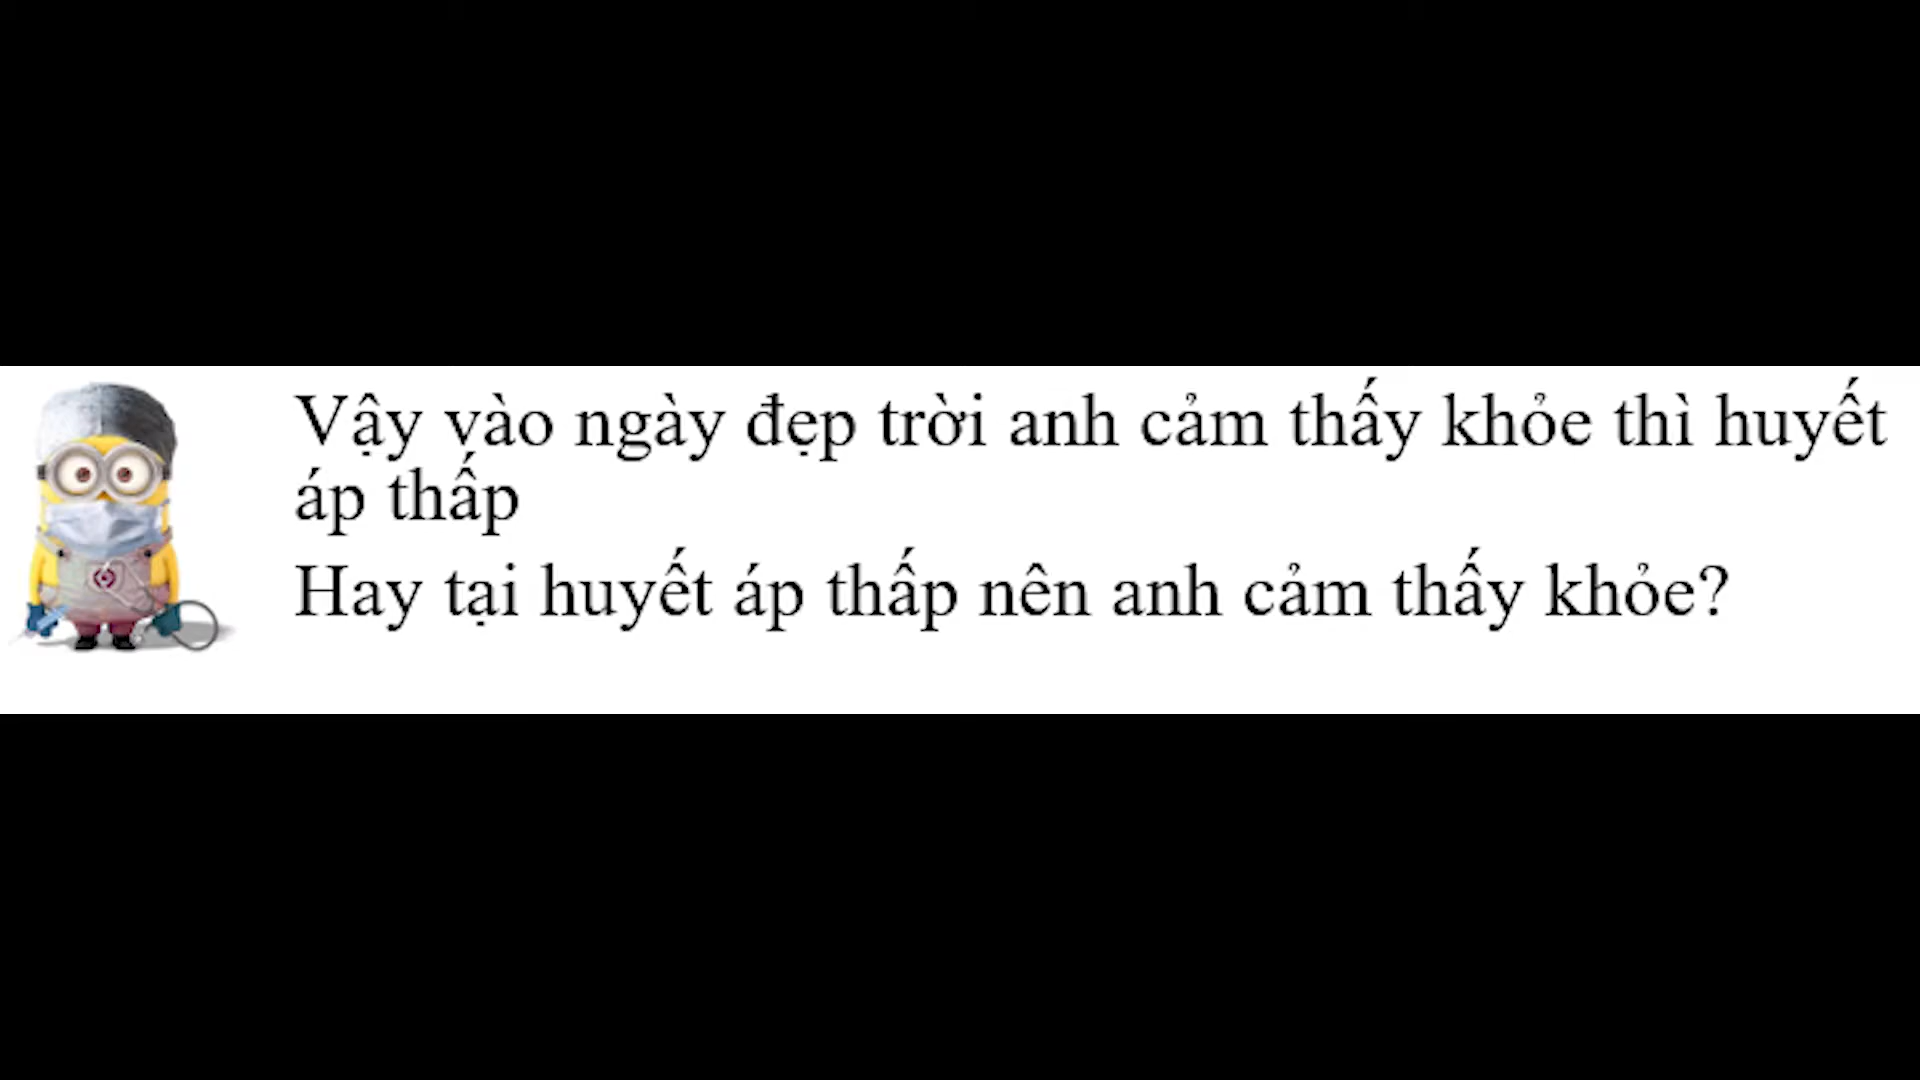 Vậy vào ngày đẹp trời anh cảm thấy khỏe thì huyết
áp thấp
Hay tại huyết áp thấp nên anh cảm thấy khỏe?